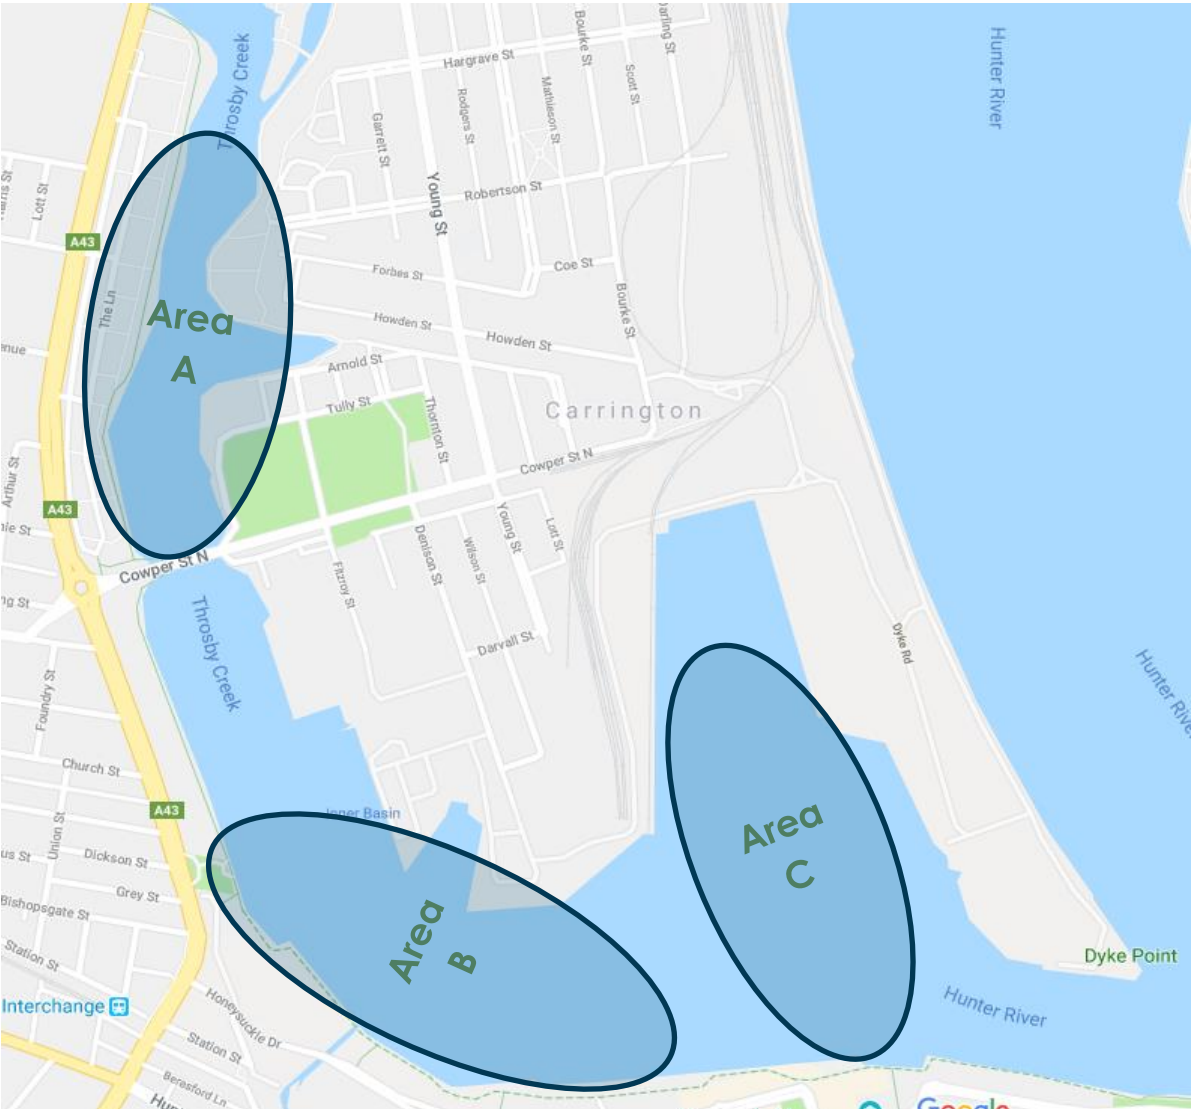 Throsby Creek
Bourke St
Darling St
Hunter River
Hargrave St
Scott St
Rodgers St
Mathieson St
Garrett St
Lott St
Young St
Robertson St
A43
Forbes St
Coe St
The Ln
Bourke St
Area
A
Howden St
Howden St
Arnold St
Tully St
Thornton St
Carrington
Cowper St N
Arthur St
A43
Young St
Lott St
Denison St
Wilson St
Cowper St N
Fitzroy St
Throsby Creek
Darvall St
Dyke Rd
Hunter River
Foundry St
Church St
A43
Inner Basin
Union St
Area
C
Dickson St
Grey St
Bishopsgate St
Area
B
Station St
Dyke Point
Interchange
Honeysuckle Dr
Hunter River
Station St
Beresford Ln
Google